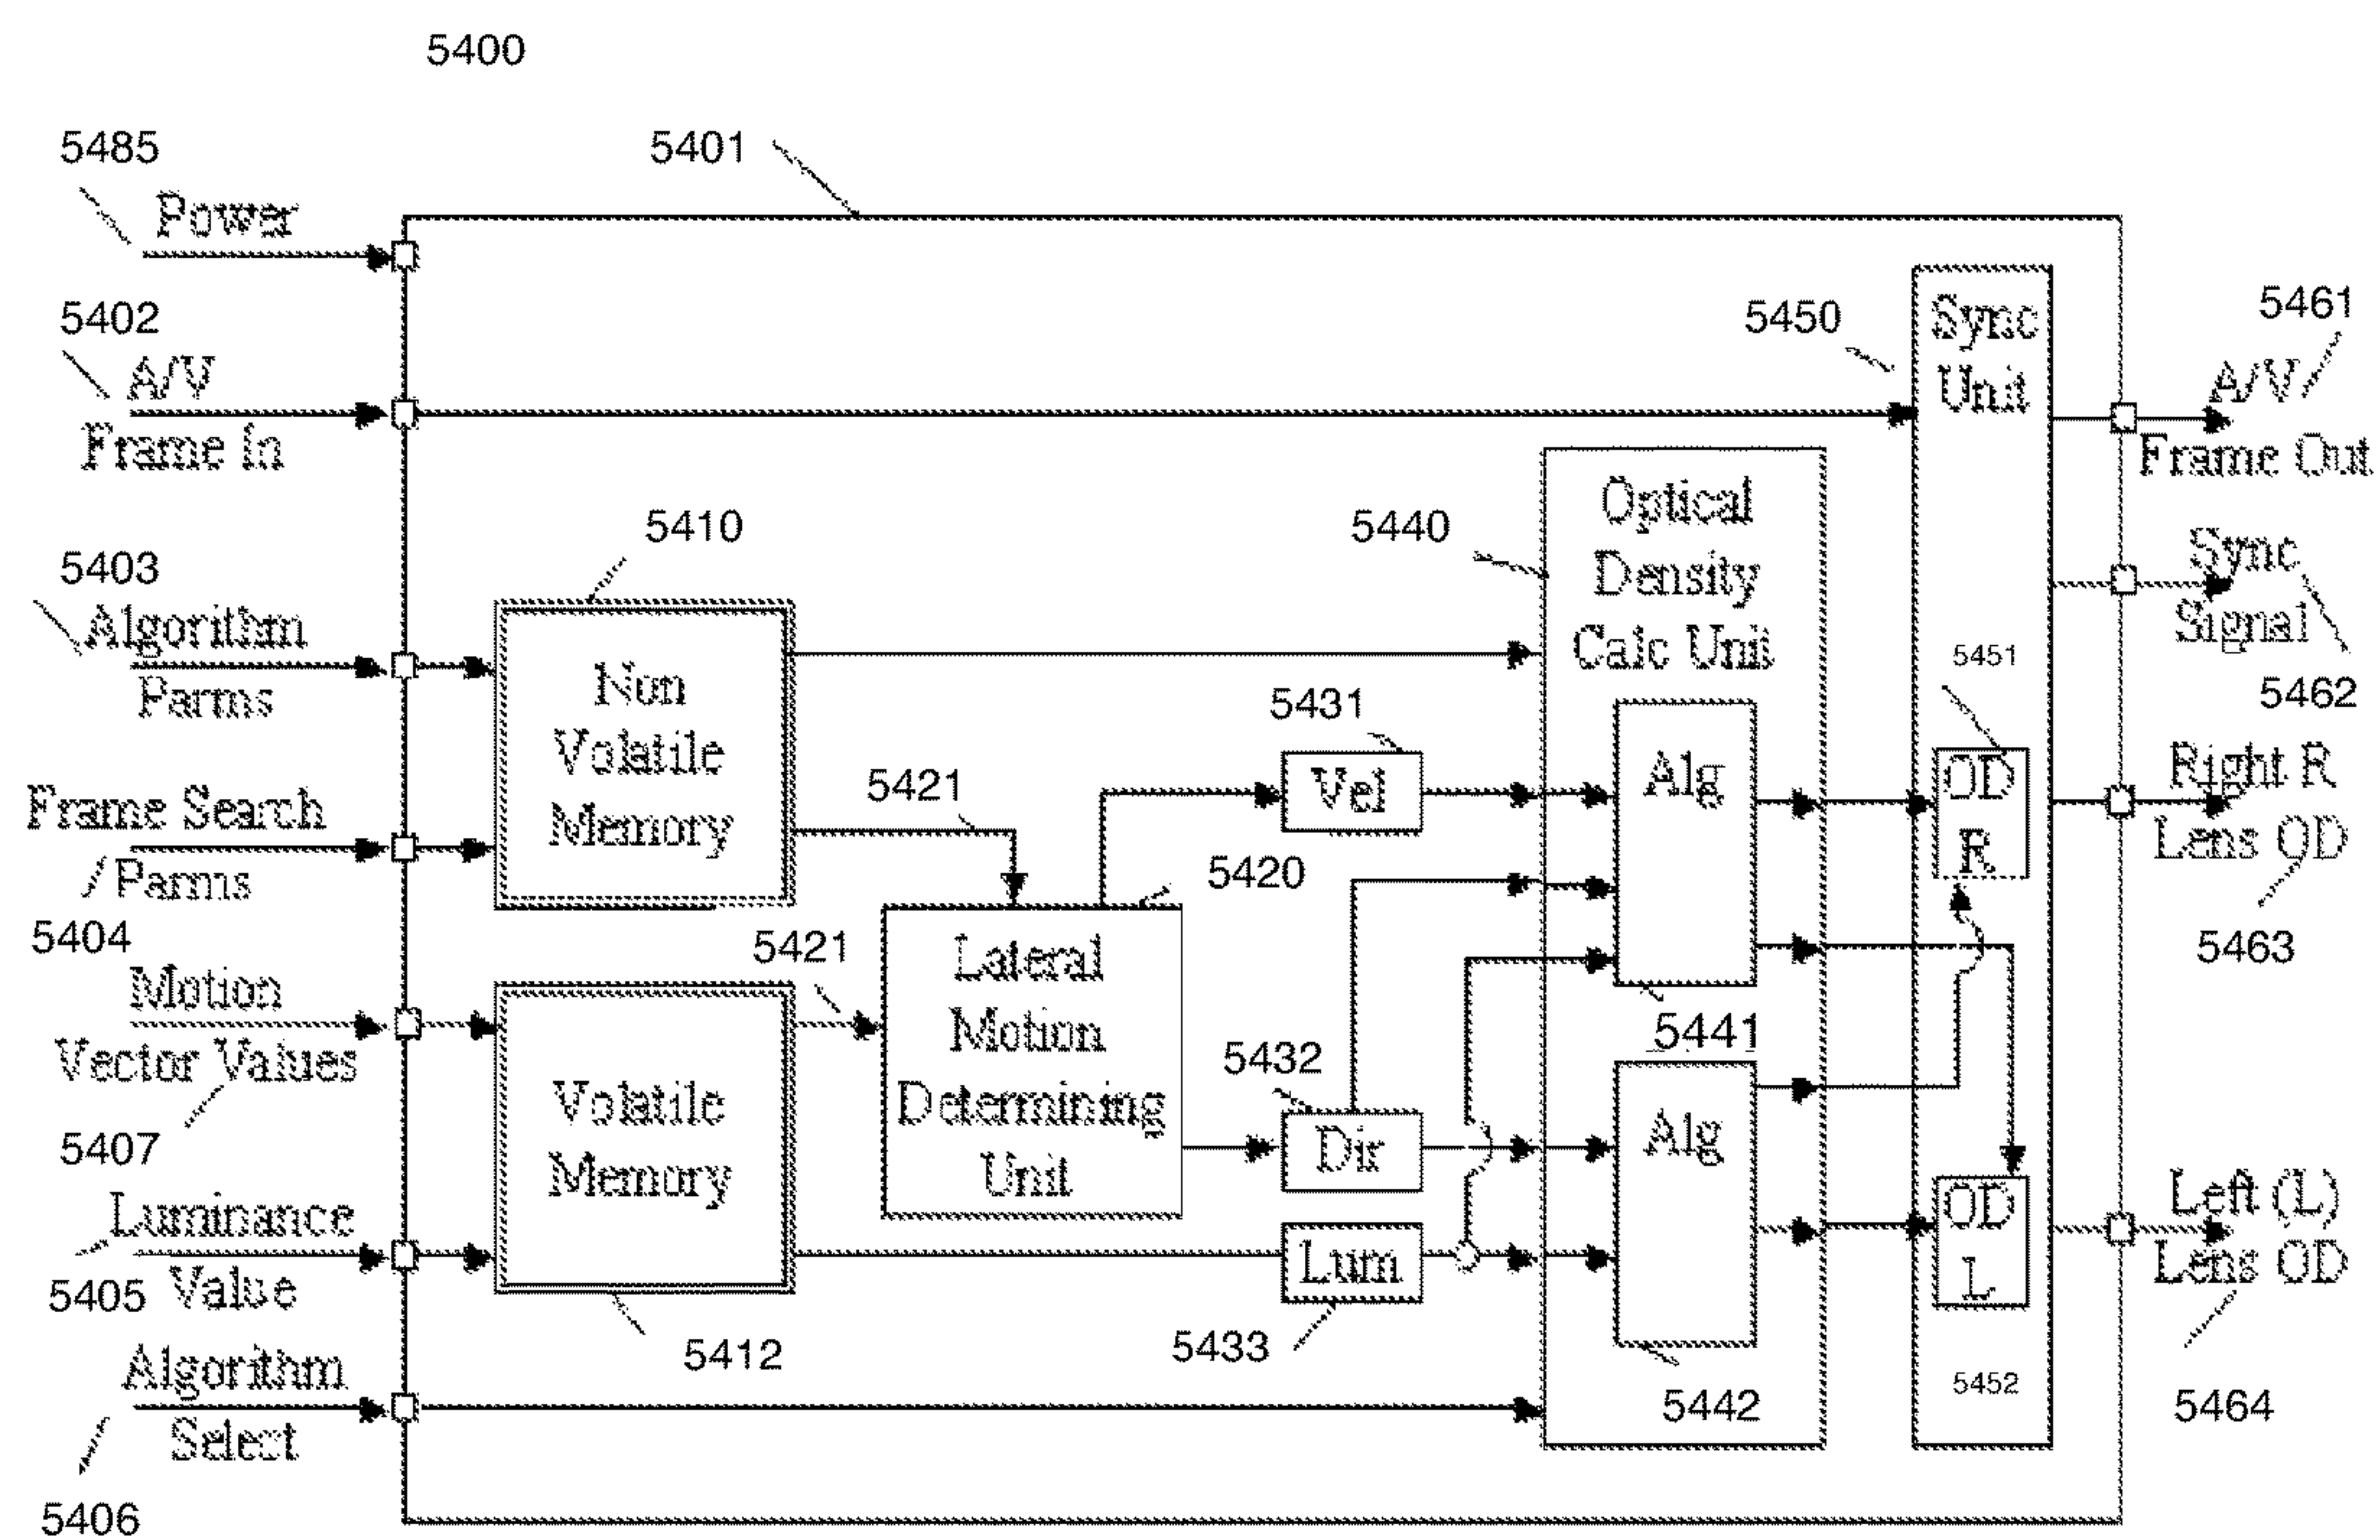 5400
5485
Power
5401
5402
A/V
Frame In
5450
Sync
Unit
5461
A/V
Frame Out
5403
Algorithm
Parms
5410
Non
Volatile
Memory
5440
Optical
Density
Calc Unit
Sync
Signal
5462
5451
OD
R
Right R
Lens OD
5463
Frame Search
Parms
5404
5421
5431
Vel
5420
Alg
5441
Motion
Vector Values
5407
5421
Lateral
Motion
Determining
Unit
5432
Dir
Volatile
Memory
5412
Alg
5442
OD
L
5452
Left (L)
Lens OD
5464
Luminance
Value
5405
Lum
5433
Algorithm
Select
5406